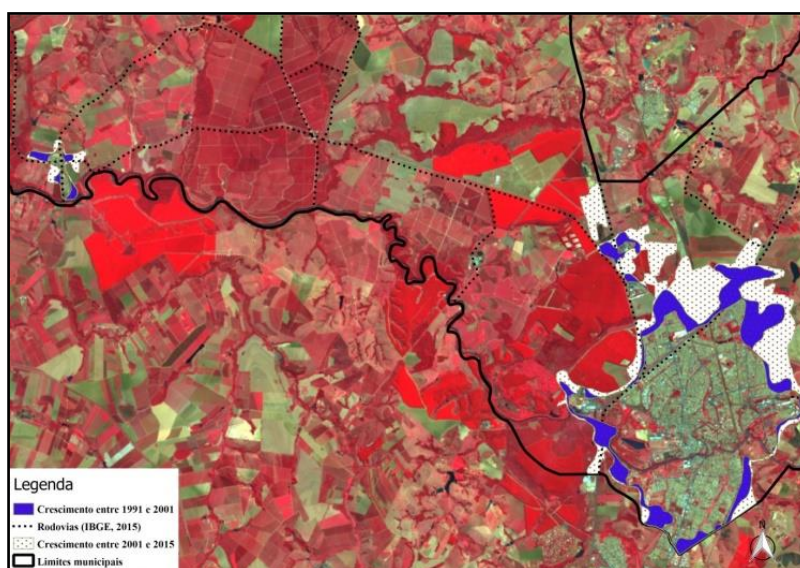 Legenda
Crescimento entre 1991 e 2001
Rodovias (IBGE, 2015)
Crescimento entre 2001 e 2015
Limites municipais
N